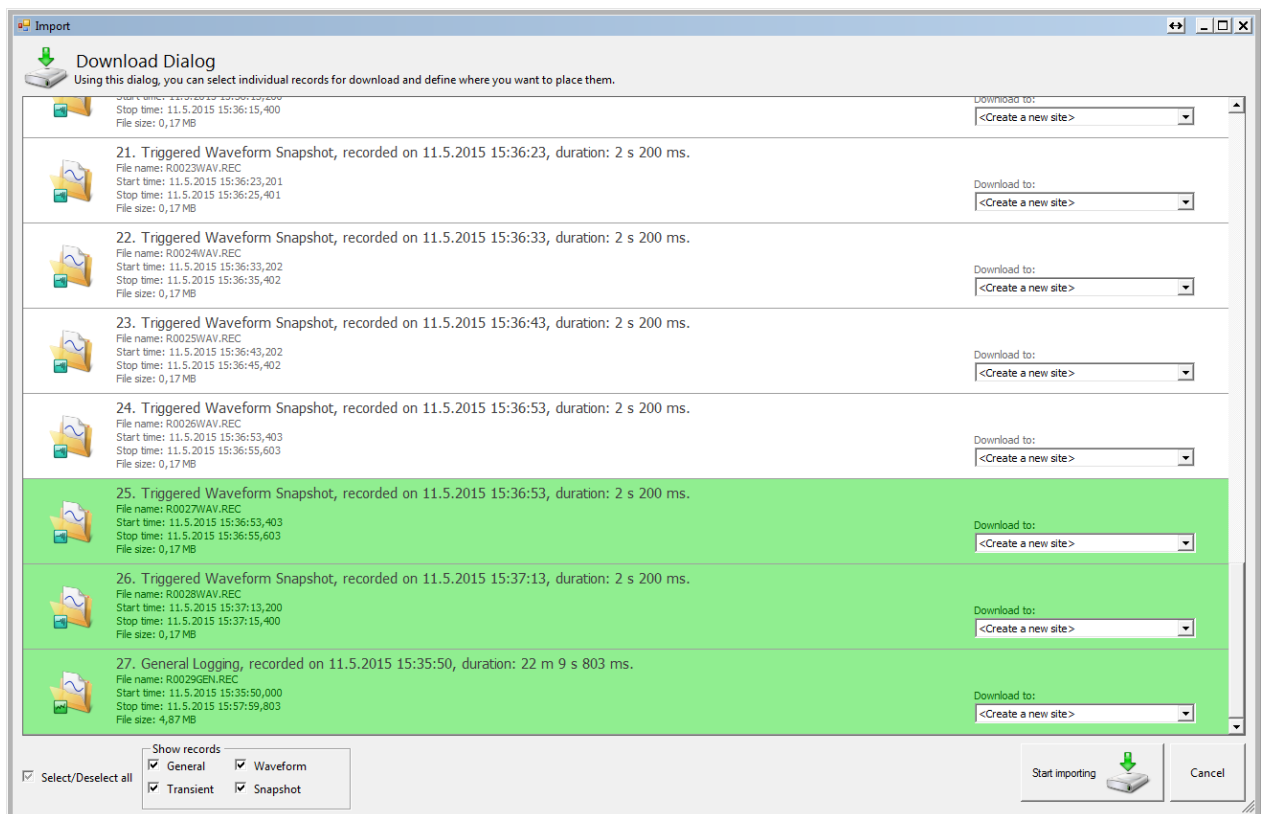 Import
Download Dialog
Using this dialog, you can select individual records for download and define where you want to place them.
Stop time: 11.5.2015 15:36:15,400
File size: 0,17 MB
Download to:
<Create a new site>
21. Triggered Waveform Snapshot, recorded on 11.5.2015 15:36:23, duration: 2 s 200 ms.
File name: R0023WAV.REC
Start time: 11.5.2015 15:36:23,201
Stop time: 11.5.2015 15:36:25,401
File size: 0,17 MB
Download to:
<Create a new site>
22. Triggered Waveform Snapshot, recorded on 11.5.2015 15:36:33, duration: 2 s 200 ms.
File name: R0024WAV.REC
Start time: 11.5.2015 15:36:33,202
Stop time: 11.5.2015 15:36:35,402
File size: 0,17 MB
Download to:
<Create a new site>
23. Triggered Waveform Snapshot, recorded on 11.5.2015 15:36:43, duration: 2 s 200 ms.
File name: R0025WAV.REC
Start time: 11.5.2015 15:36:43,202
Stop time: 11.5.2015 15:36:45,402
File size: 0,17 MB
Download to:
<Create a new site>
24. Triggered Waveform Snapshot, recorded on 11.5.2015 15:36:53, duration: 2 s 200 ms.
File name: R0026WAV.REC
Start time: 11.5.2015 15:36:53,403
Stop time: 11.5.2015 15:36:55,603
File size: 0,17 MB
Download to:
<Create a new site>
25. Triggered Waveform Snapshot, recorded on 11.5.2015 15:36:53, duration: 2 s 200 ms.
File name: R0027WAV.REC
Start time: 11.5.2015 15:36:53,403
Stop time: 11.5.2015 15:36:55,603
File size: 0,17 MB
Download to:
<Create a new site>
26. Triggered Waveform Snapshot, recorded on 11.5.2015 15:37:13, duration: 2 s 200 ms.
File name: R0028WAV.REC
Start time: 11.5.2015 15:37:13,200
Stop time: 11.5.2015 15:37:15,400
File size: 0,17 MB
Download to:
<Create a new site>
27. General Logging, recorded on 11.5.2015 15:35:50, duration: 22 m 9 s 803 ms.
File name: R0029GEN.REC
Start time: 11.5.2015 15:35:50,000
Stop time: 11.5.2015 15:57:59,803
File size: 4,87 MB
Download to:
<Create a new site>
Select/Deselect all
Show records
General Waveform
Transient Snapshot
Start importing
Cancel